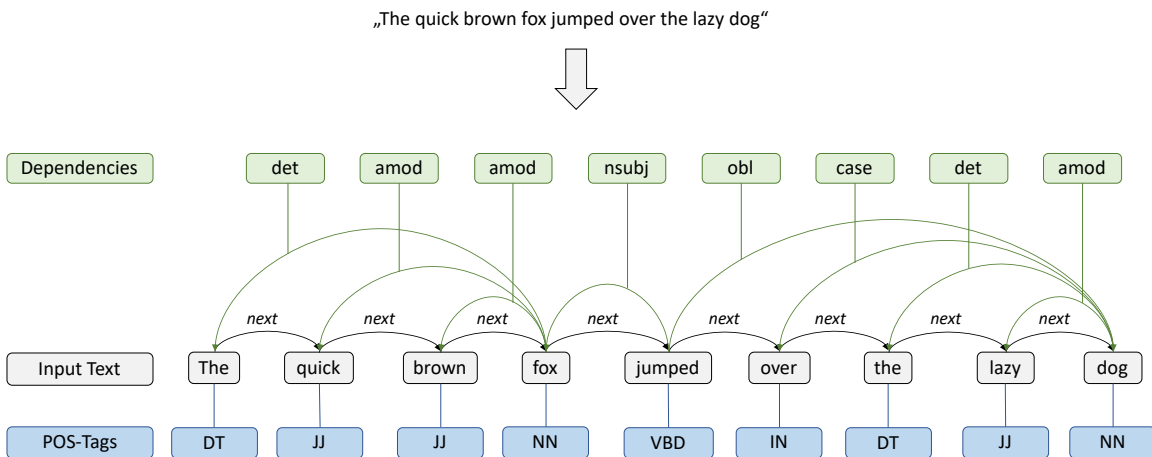 „The quick brown fox jumped over the lazy dog“
Dependencies det amod amod nsubj obl case det amod
next next next next next next next next
Input Text The quick brown fox jumped over the lazy dog
POS-Tags DT JJ JJ NN VBD IN DT JJ NN